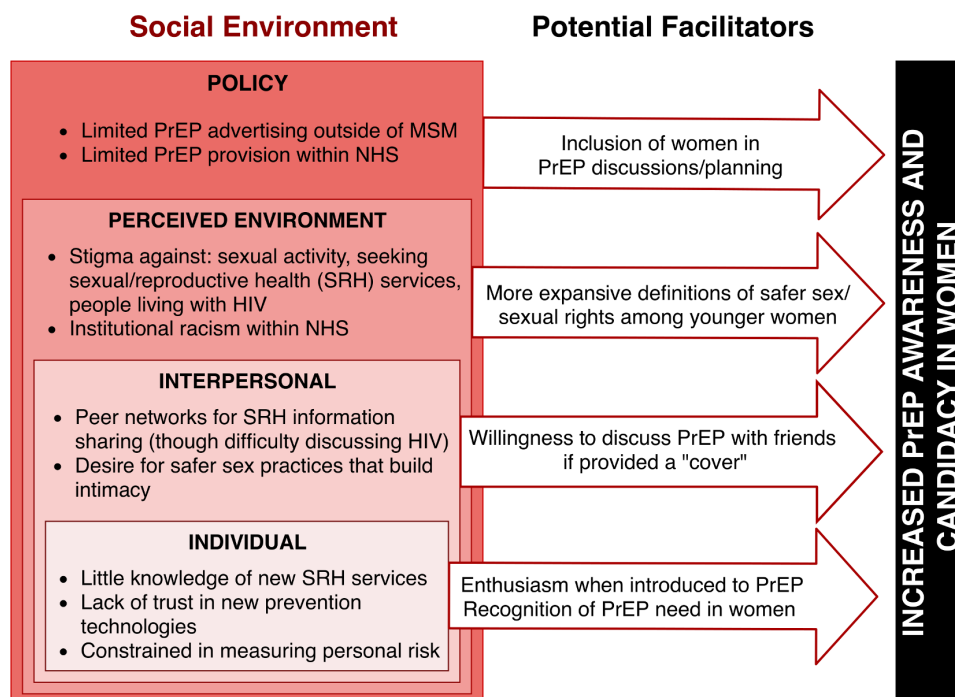 Social Environment
Potential Facilitators
POLICY
• Limited PrEP advertising outside of MSM
• Limited PrEP provision within NHS
Inclusion of women in
PrEP discussions/planning
PERCEIVED ENVIRONMENT
• Stigma against: sexual activity, seeking
sexual/reproductive health (SRH) services,
people living with HIV
• Institutional racism within NHS
More expansive definitions of safer sex/
sexual rights among younger women
INTERPERSONAL
• Peer networks for SRH information
sharing (though difficulty discussing HIV)
• Desire for safer sex practices that build
intimacy
Willingness to discuss PrEP with friends
if provided a "cover"
INDIVIDUAL
• Little knowledge of new SRH services
• Lack of trust in new prevention
technologies
• Constrained in measuring personal risk
Enthusiasm when introduced to PrEP
Recognition of PrEP need in women
INCREASED PrEP AWARENESS AND
CANDIDACY IN WOMEN